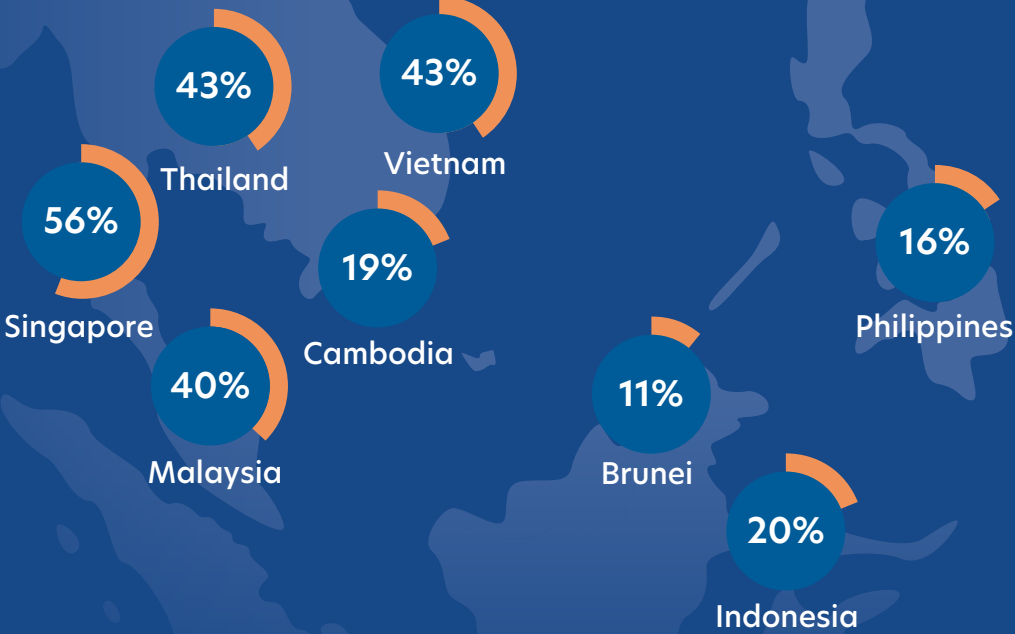 43%
Thailand
43%
Vietnam
56%
Singapore
19%
Cambodia
16%
Philippines
40%
Malaysia
11%
Brunei
20%
Indonesia